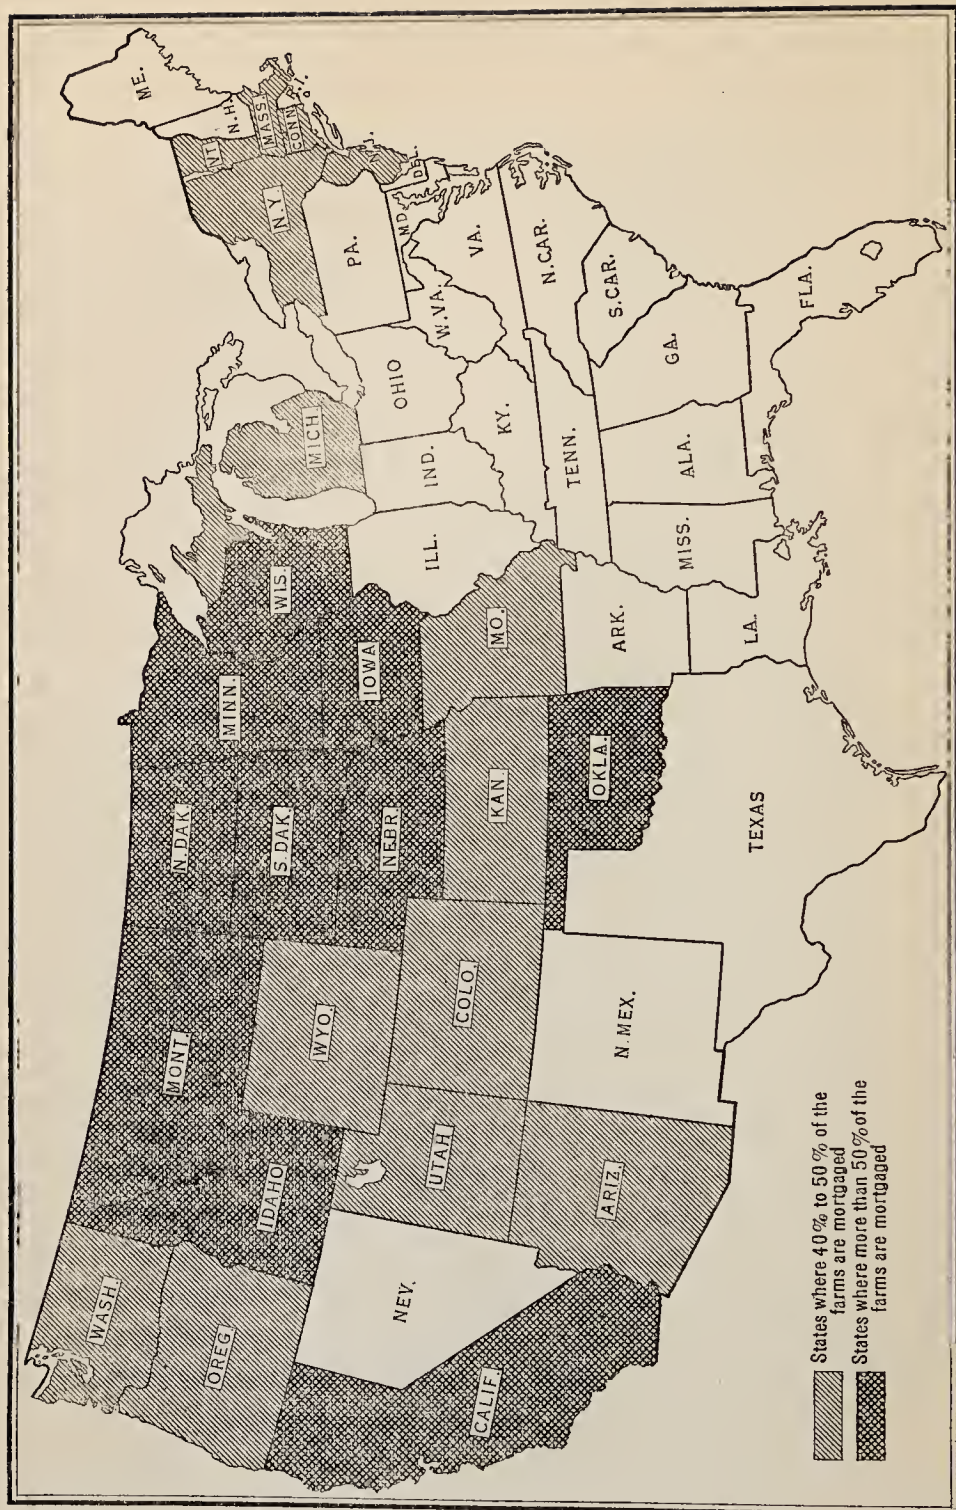 WASH.
OREG.
CALIF.
NEV.
IDAHO
MONT.
WYO.
UTAH
ARIZ.
COLO.
N.MEX.
N.DAK.
S.DAK.
NEBR.
KAN.
OKLA.
TEXAS
MINN.
IOWA
MO.
ARK.
LA.
WIS.
ILL.
MISS.
MICH.
IND.
KY.
TENN.
ALA.
OHIO
GA.
W.VA.
VA.
N.CAR.
S.CAR.
FLA.
PA.
MD.
DEL.
N.J.
N.Y.
VT.
N.H.
MASS.
CONN.
R.I.
ME.
States where 40% to 50% of the
farms are mortgaged
States where more than 50% of the
farms are mortgaged